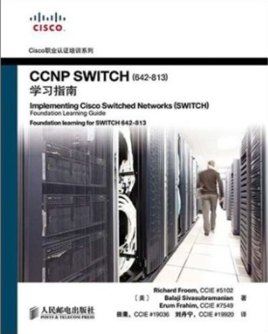 CISCO
Cisco职业认证培训系列
CCNP SWITCH (642-813)
学习指南
Implementing Cisco Switched Networks (SWITCH)
Foundation Learning Guide
Foundation learning for SWITCH 642-813
Richard Froom, CCIE #5102
[美] Balaji Sivasubramanian 著
Erum Frahim, CCIE #7549
CCIE #19036 刘丹宁, CCIE #19920 译
人民邮电出版社
POSTS & TELECOM PRESS